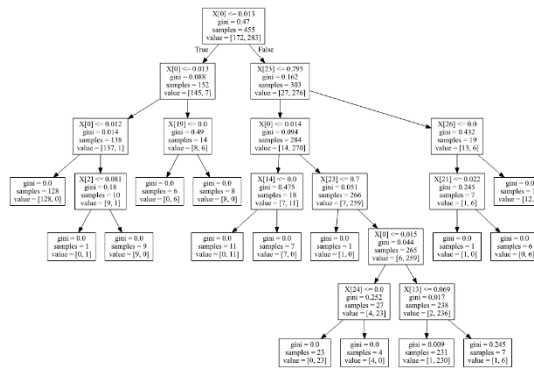 X[0] <= 0.013
gini = 0.47
samples = 455
value = [172, 283]
True
False
X[0] <= 0.013
gini = 0.088
samples = 152
value = [145, 7]
X[23] <= 0.795
gini = 0.162
samples = 303
value = [27, 276]
X[0] <= 0.012
gini = 0.014
samples = 138
value = [137, 1]
X[19] <= 0.0
gini = 0.49
samples = 14
value = [8, 6]
X[0] <= 0.014
gini = 0.094
samples = 284
value = [14, 270]
X[26] <= 0.0
gini = 0.432
samples = 19
value = [13, 6]
gini = 0.0
samples = 128
value = [128, 0]
X[2] <= 0.081
gini = 0.18
samples = 10
value = [9, 1]
gini = 0.0
samples = 6
value = [0, 6]
gini = 0.0
samples = 8
value = [8, 0]
X[14] <= 0.0
gini = 0.475
samples = 18
value = [7, 11]
X[23] <= 0.7
gini = 0.051
samples = 266
value = [7, 259]
X[21] <= 0.022
gini = 0.245
samples = 7
value = [1, 6]
gini = 0.0
samples = 1
value = [0, 1]
gini = 0.0
samples = 9
value = [9, 0]
gini = 0.0
samples = 11
value = [0, 11]
gini = 0.0
samples = 7
value = [7, 0]
gini = 0.0
samples = 1
value = [1, 0]
X[0] <= 0.015
gini = 0.044
samples = 265
value = [6, 259]
gini = 0.0
samples = 1
value = [1, 0]
gini = 0.0
samples = 6
value = [0, 6]
X[24] <= 0.0
gini = 0.252
samples = 27
value = [4, 23]
X[13] <= 0.069
gini = 0.017
samples = 238
value = [2, 236]
gini = 0.0
samples = 23
value = [0, 23]
gini = 0.0
samples = 4
value = [4, 0]
gini = 0.009
samples = 231
value = [1, 230]
gini = 0.245
samples = 7
value = [1, 6]